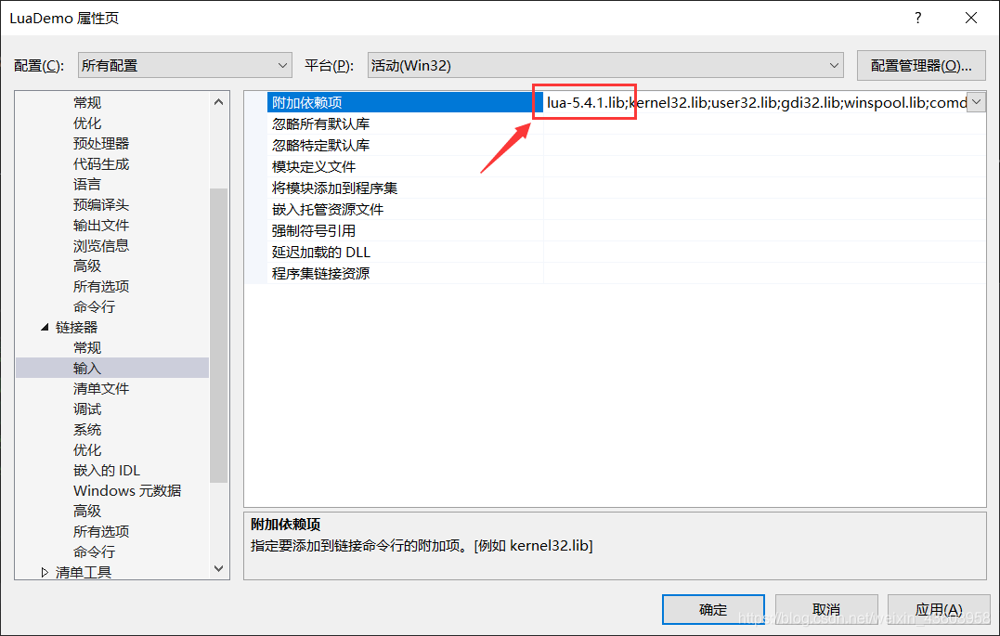 LuaDemo 属性页
?
配置(C): 所有配置 平台(P): 活动(Win32) 配置管理器(O)...
常规
优化
预处理器
代码生成
语言
预编译头
输出文件
浏览信息
高级
所有选项
命令行
链接器
常规
输入
清单文件
调试
系统
优化
嵌入的 IDL
Windows 元数据
高级
所有选项
命令行
清单工具
附加依赖项 lua-5.4.1.lib;kernel32.lib;user32.lib;gdi32.lib;winspool.lib;comd
忽略所有默认库
忽略特定默认库
模块定义文件
将模块添加到程序集
嵌入托管资源文件
强制符号引用
延迟加载的 DLL
程序集链接资源
附加依赖项
指定要添加到链接命令行的附加项。[例如 kernel32.lib]
确定 取消 应用(A)